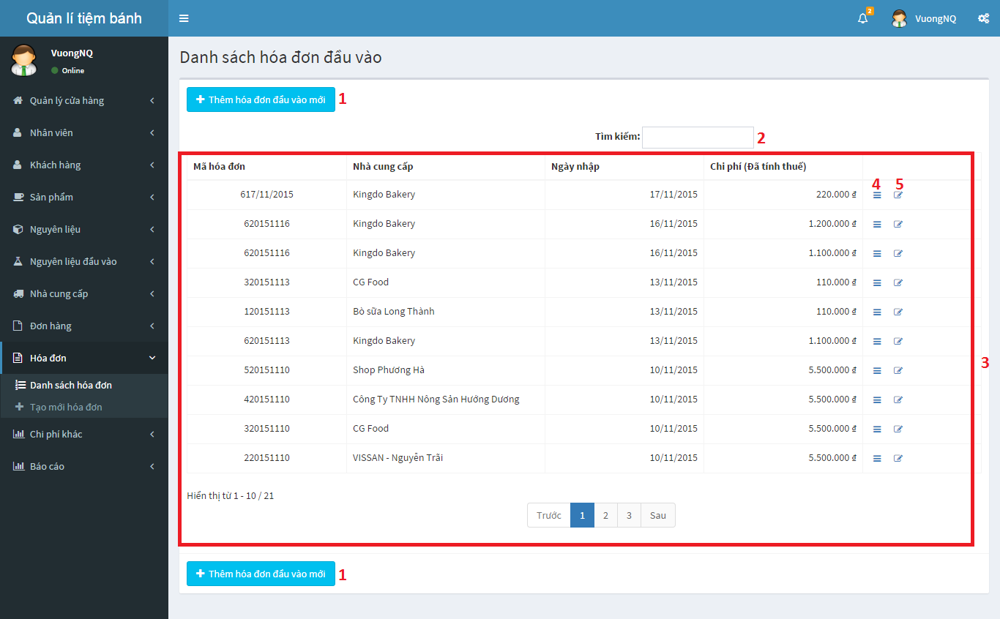 Quản lí tiệm bánh
2
VuongNQ
VuongNQ
Online
Quản lý cửa hàng
Nhân viên
Khách hàng
Sản phẩm
Nguyên liệu
Nguyên liệu đầu vào
Nhà cung cấp
Đơn hàng
Hóa đơn
Danh sách hóa đơn
Tạo mới hóa đơn
Chi phí khác
Báo cáo
Danh sách hóa đơn đầu vào
Thêm hóa đơn đầu vào mới 1
Tìm kiếm: 2
Mã hóa đơn Nhà cung cấp Ngày nhập Chi phí (Đã tính thuế)
4 5
617/11/2015 Kingdo Bakery 17/11/2015 220.000 đ
620151116 Kingdo Bakery 16/11/2015 1.200.000 đ
620151116 Kingdo Bakery 16/11/2015 1.100.000 đ
320151113 CG Food 13/11/2015 110.000 đ
120151113 Bò sữa Long Thành 13/11/2015 110.000 đ
620151113 Kingdo Bakery 13/11/2015 1.100.000 đ
3
520151110 Shop Phương Hà 10/11/2015 5.500.000 đ
420151110 Công Ty TNHH Nông Sản Hướng Dương 10/11/2015 5.500.000 đ
320151110 CG Food 10/11/2015 5.500.000 đ
220151110 VISSAN - Nguyễn Trãi 10/11/2015 5.500.000 đ
Hiển thị từ 1 - 10 / 21
Trước 1 2 3 Sau
Thêm hóa đơn đầu vào mới 1